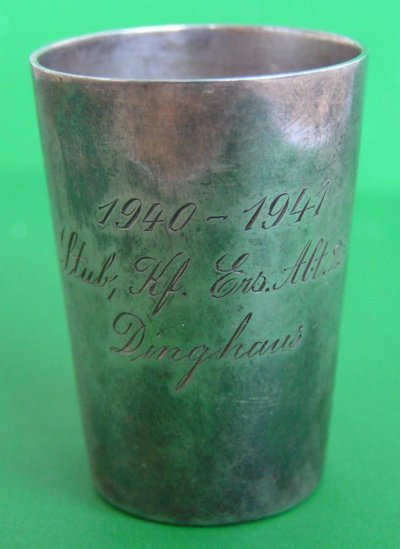 1940-1941
Stab, Kf. Ers. Abt.
Dinghaus